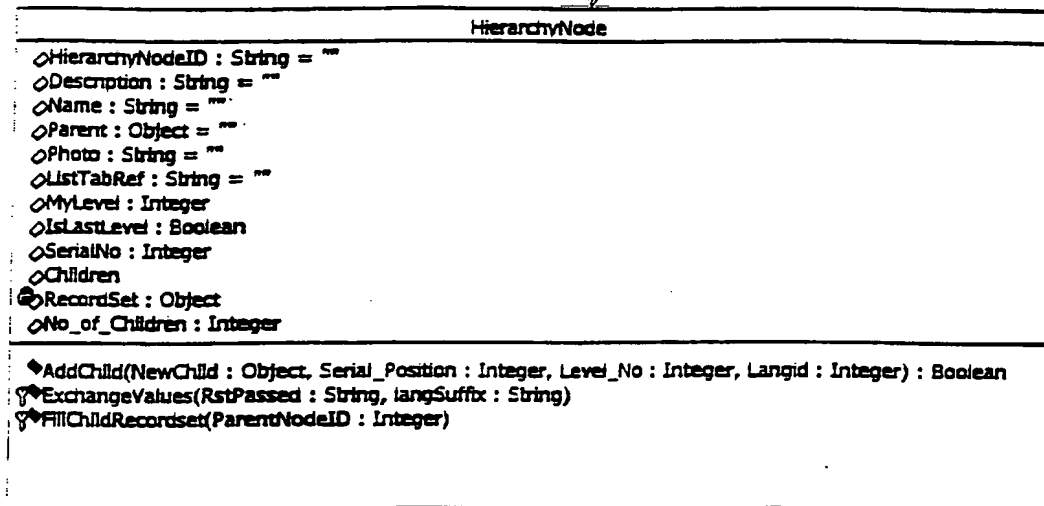 HierarchyNode
HierarchyNodeID : String = ""
Description : String = ""
Name : String = ""
Parent : Object = ""
Photo : String = ""
ListTabRef : String = ""
MyLevel : Integer
IsLastLevel : Boolean
SerialNo : Integer
Children
RecordSet : Object
No_of_Children : Integer
AddChild(NewChild : Object, Serial_Position : Integer, Level_No : Integer, Langid : Integer) : Boolean
ExchangeValues(RstPassed : String, langSuffix : String)
FillChildRecordset(ParentNodeID : Integer)